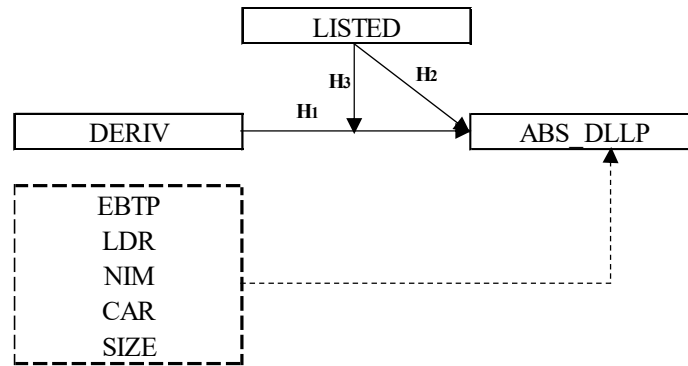 LISTED
H3
H2
H1
DERIV
ABS_DLLP
EBTP
LDR
NIM
CAR
SIZE